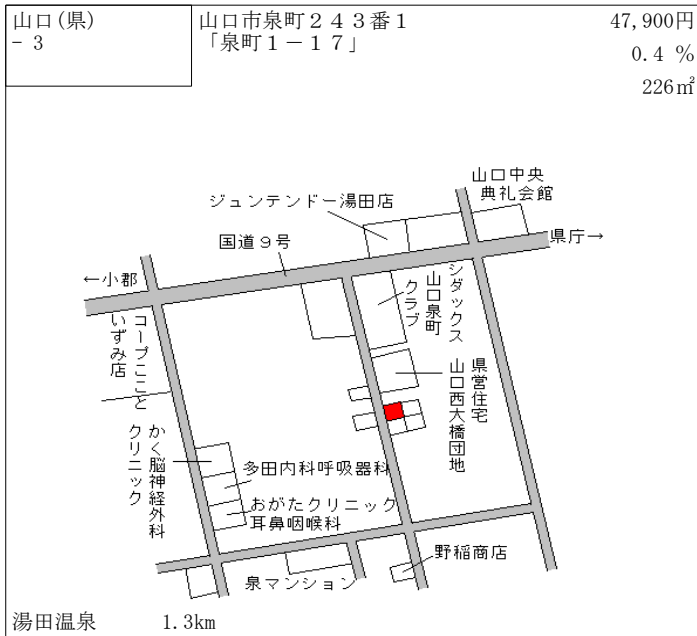 山口(県)
- 3
山口市泉町２４３番1
「泉町１－１７」
47,900円
0.4 %
226㎡
山口中央
典礼会館
ジュンテンドー湯田店
国道９号
県庁→
←小郡
シダックス
山口泉町
クラブ
コープここと
いずみ店
県営住宅
山口西大橋団地
かく脳神経外科
クリニック
多田内科呼吸器科
おがたクリニック
耳鼻咽喉科
野稲商店
泉マンション
湯田温泉 1.3km